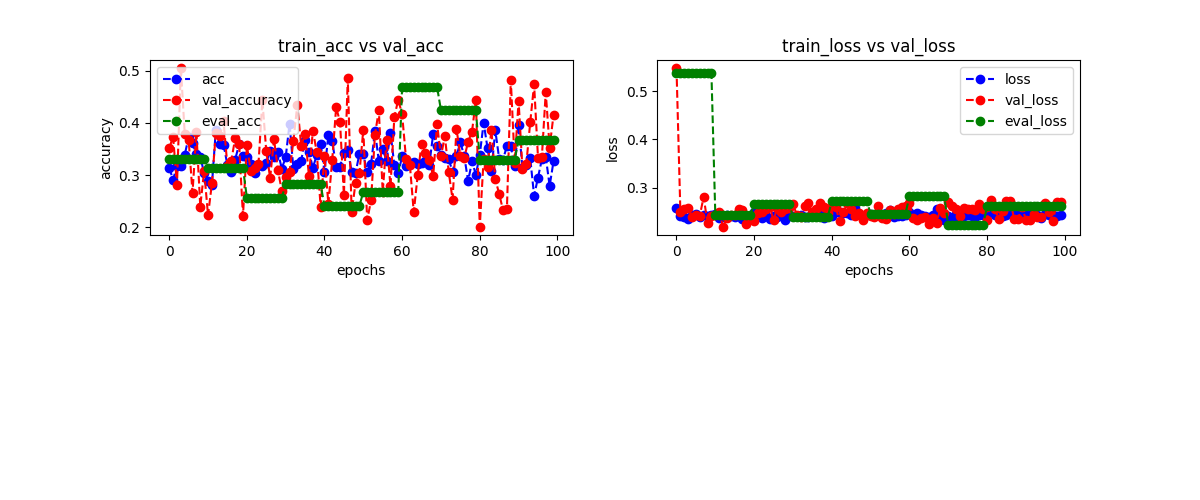 train_acc vs val_acc
accuracy
0.5
0.4
0.3
0.2
acc
val_accuracy
eval_acc
0 20 40 60 80 100
epochs
train_loss vs val_loss
loss
0.5
0.4
0.3
loss
val_loss
eval_loss
0 20 40 60 80 100
epochs